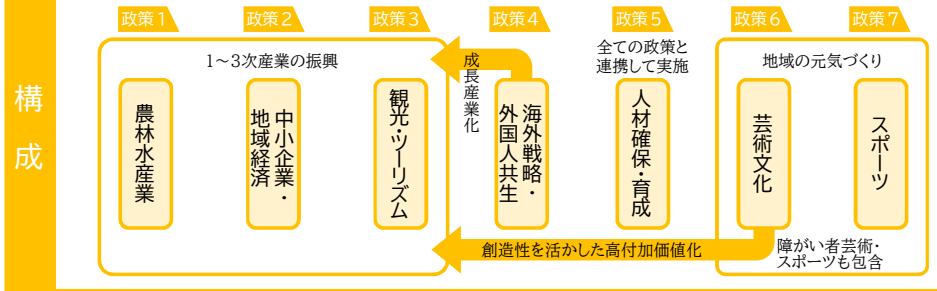 構成
政策1
政策2
政策3
政策4
政策5
政策6
政策7
1~3次産業の振興
農林水産業
中小企業・
地域経済
観光・ツーリズム
成長産業化
海外戦略・
外国人共生
全ての政策と
連携して実施
人材確保・育成
地域の元気づくり
芸術文化
スポーツ
創造性を活かした高付加価値化
障がい者芸術・
スポーツも包含